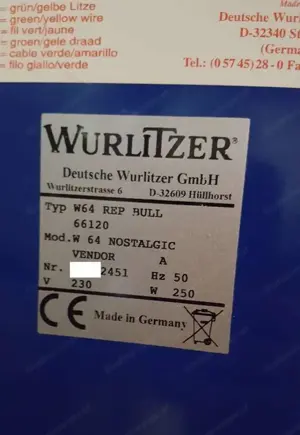 = grün/gelbe Litze
= green/yellow wire
= fil vert/jaune
= groen/gele draad
= cable verde/amarillo
= filo giallo/verde
Made
Deutsche Wurl
D-32340 S
(Germa
Tel.: (0 57 45) 28-0 Fa
WURLITZER®
Deutsche Wurlitzer GmbH
Wurlitzerstrasse 6 D-32609 Hüllhorst
Typ W64 REP BULL
66120
Mod. W 64 NOSTALGIC
VENDOR A
Nr. 2451 Hz 50
V 230 W 250
CE Made in Germany